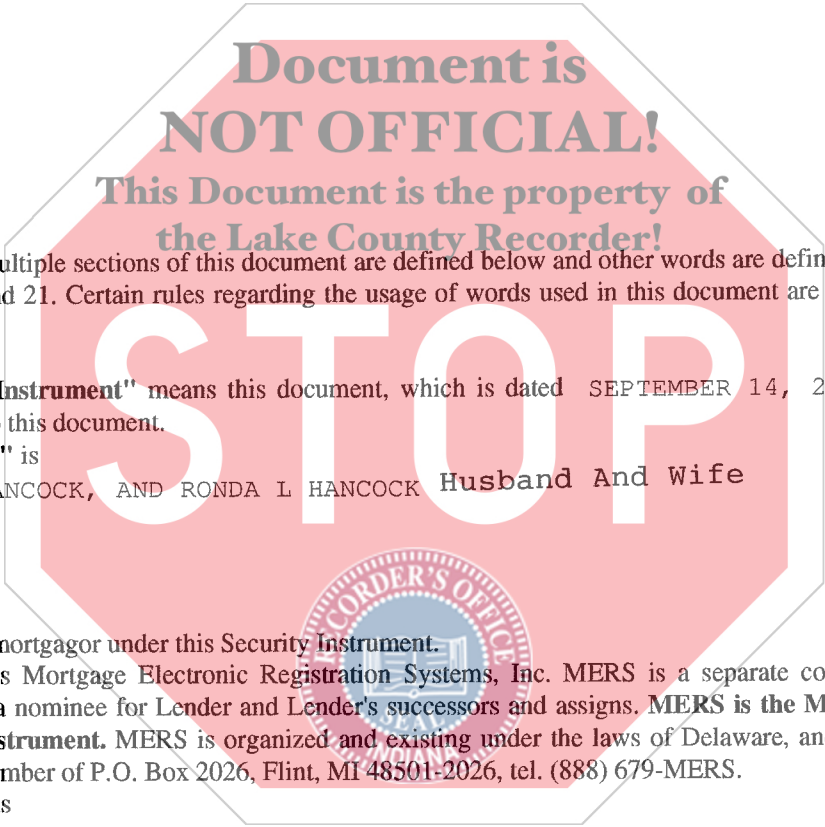 Document is
NOT OFFICIAL!
This Document is the property of
the Lake County Recorder!
ultiple sections of this document are defined below and other words are defin
d 21. Certain rules regarding the usage of words used in this document are
STOP
Instrument" means this document, which is dated SEPTEMBER 14, 2
this document.
" is
ANCOCK, AND RONDA L HANCOCK Husband And Wife
RECORDER'S OFFICE
SEAL
INDIANA
mortgagor under this Security Instrument.
s Mortgage Electronic Registration Systems, Inc. MERS is a separate co
a nominee for Lender and Lender's successors and assigns. MERS is the M
strument. MERS is organized and existing under the laws of Delaware, an
mber of P.O. Box 2026, Flint, MI 48501-2026, tel. (888) 679-MERS.
s